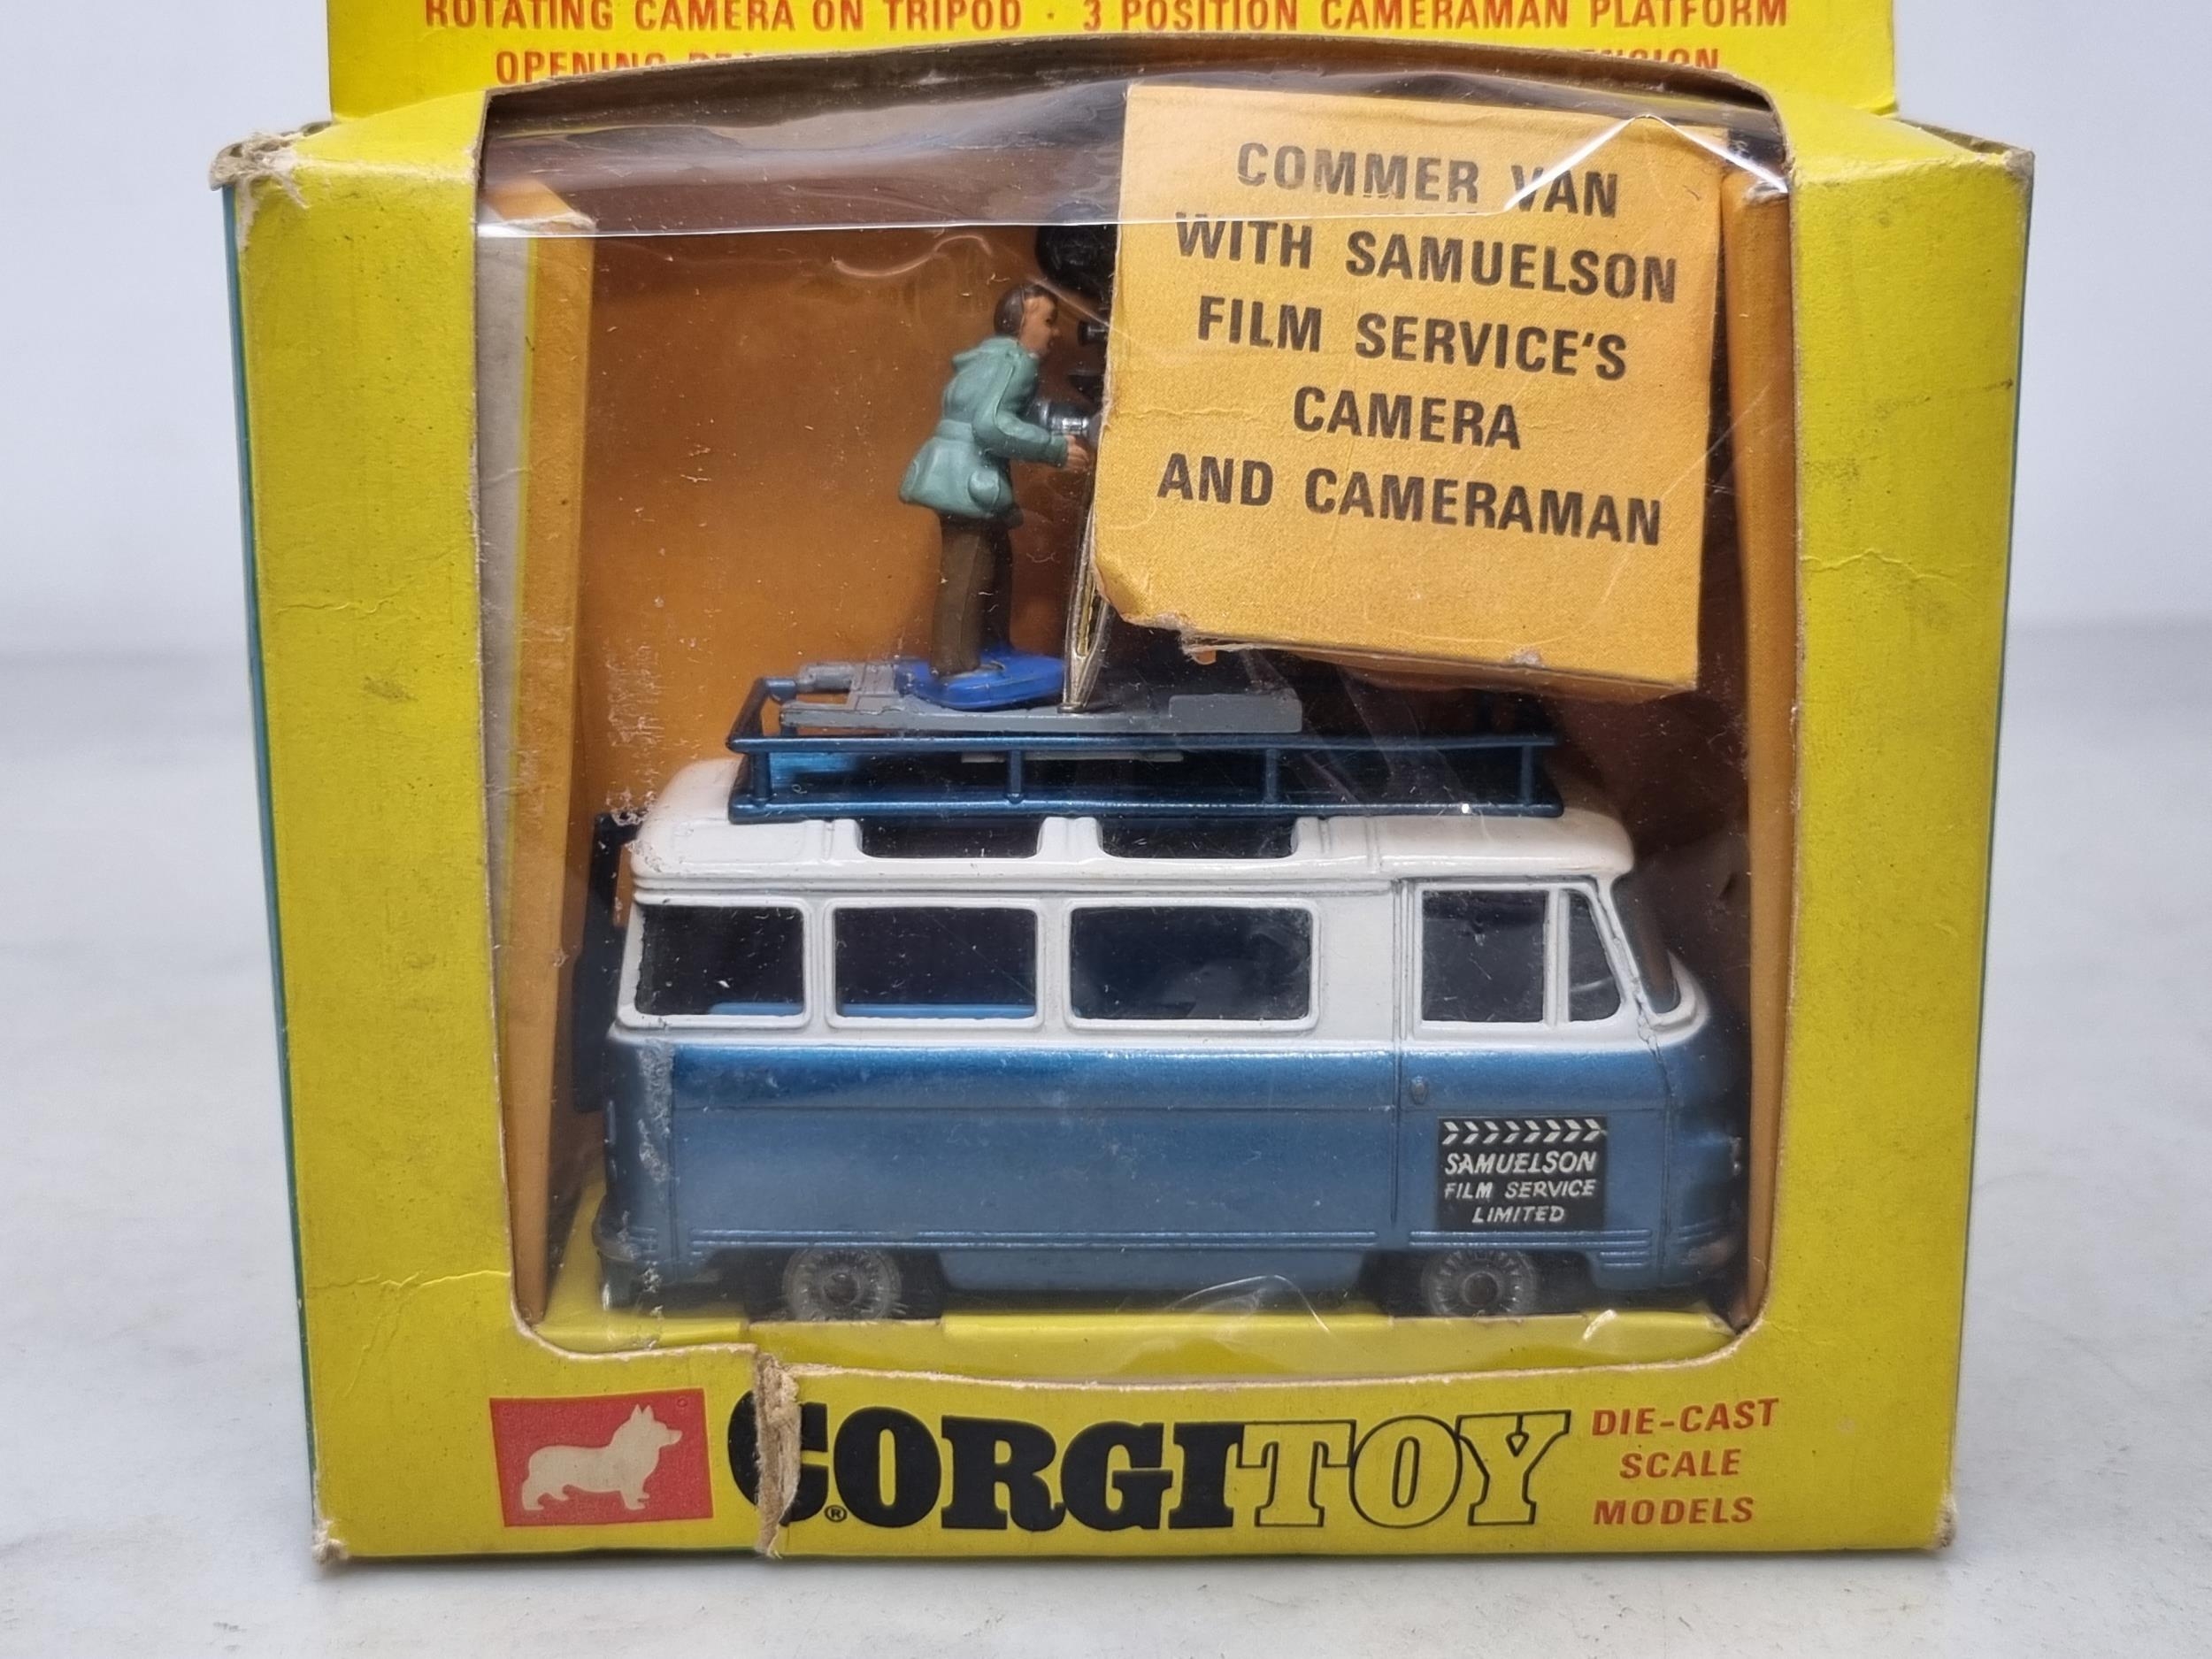 ROTATING CAMERA ON TRIPOD · 3 POSITION CAMERAMAN PLATFORM
OPENING
COMMER VAN
WITH SAMUELSON
FILM SERVICE'S
CAMERA
AND CAMERAMAN
SAMUELSON
FILM SERVICE
LIMITED
CORGI TOY
®
DIE-CAST
SCALE
MODELS